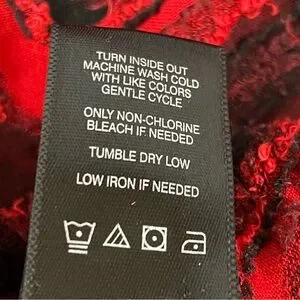 TURN INSIDE OUT
MACHINE WASH COLD
WITH LIKE COLORS
GENTLE CYCLE
ONLY NON-CHLORINE
BLEACH IF NEEDED
TUMBLE DRY LOW
LOW IRON IF NEEDED